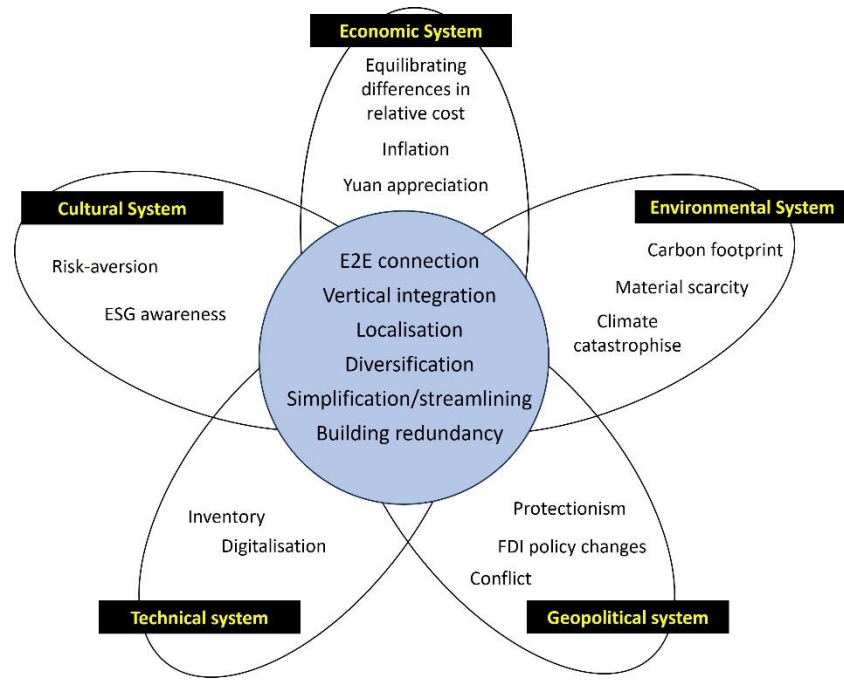 Economic System
Equilibrating
differences in
relative cost
Inflation
Yuan appreciation
Cultural System
Risk-aversion
ESG awareness
Environmental System
Carbon footprint
Material scarcity
Climate
catastrophise
E2E connection
Vertical integration
Localisation
Diversification
Simplification/streamlining
Building redundancy
Inventory
Digitalisation
Technical system
Protectionism
FDI policy changes
Conflict
Geopolitical system